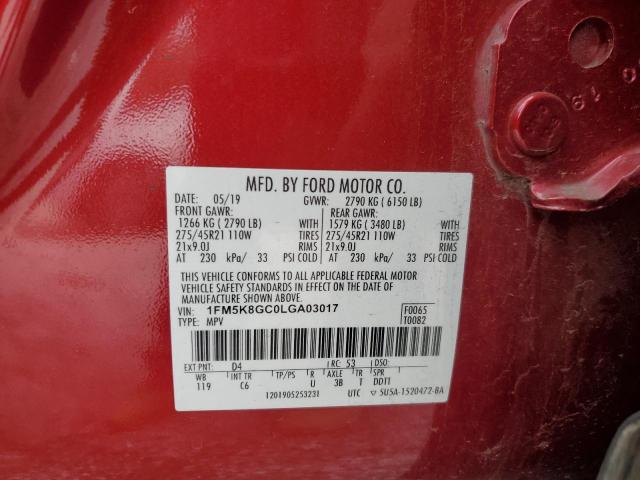 MFD. BY FORD MOTOR CO.
DATE: 05/19 GVWR: 2790 KG (6150 LB)
FRONT GAWR: REAR GAWR:
1266 KG (2790 LB) WITH 1579 KG (3480 LB) WITH
275/45R21 110W TIRES 275/45R21 110W TIRES
21x9.0J RIMS 21x9.0J RIMS
AT 230 kPa/ 33 PSI COLD AT 230 kPa/ 33 PSI COLD
THIS VEHICLE CONFORMS TO ALL APPLICABLE FEDERAL MOTOR
VEHICLE SAFETY STANDARDS IN EFFECT ON THE DATE OF
MANUFACTURE SHOWN ABOVE.
VIN: 1FM5K8GC0LGA03017 F0065
TYPE: MPV T0082
EXT PNT: D4 RC: 53 DSO:
WB INT TR TP/PS R AXLE TR SPR
119 C6 U 3B T DDTT
1201905253231 UTC ▽ 5U5A-1520472-BA